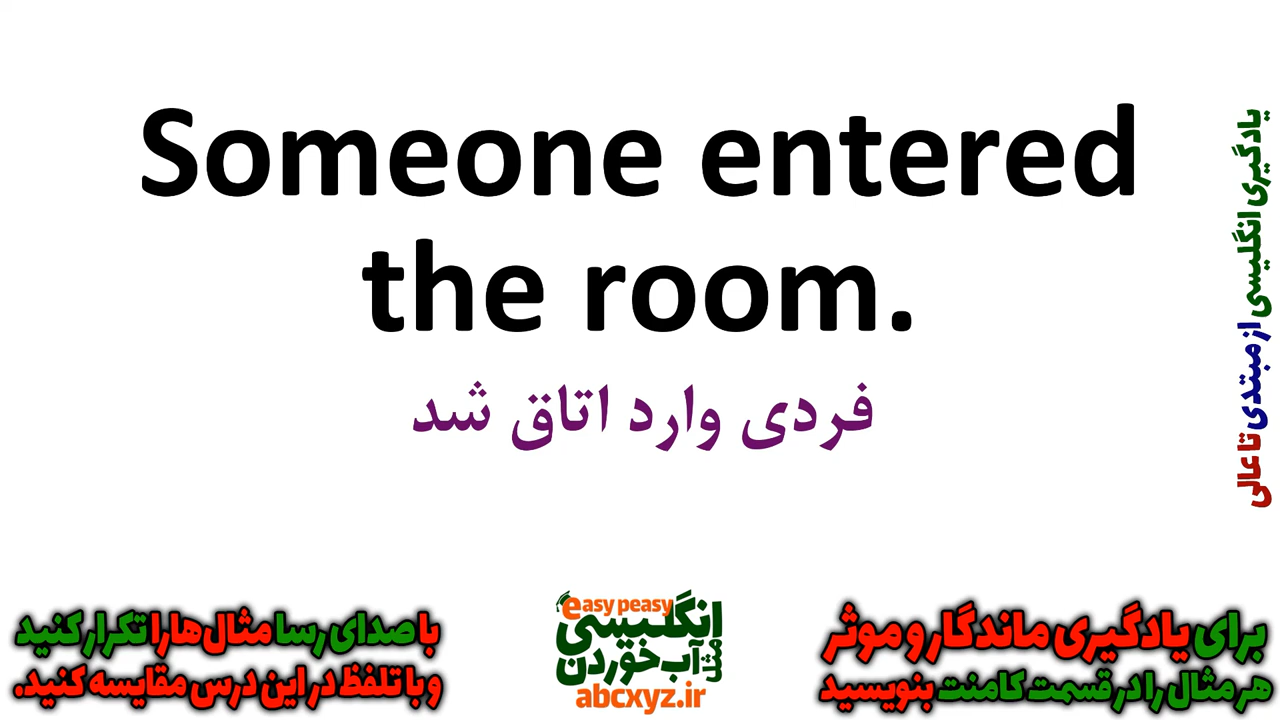 Someone entered
the room.
فردی وارد اتاق شد
یادگیری انگلیسی از مبتدی تا عالی
برای یادگیری ماندگار و موثر
هر مثال را در قسمت کامنت بنویسید
easy peasy
انگلیسی
مثل آب خوردن
abcxyz.ir
با صدای رسا مثال‌ها را تکرار کنید
و با تلفظ در این درس مقایسه کنید.